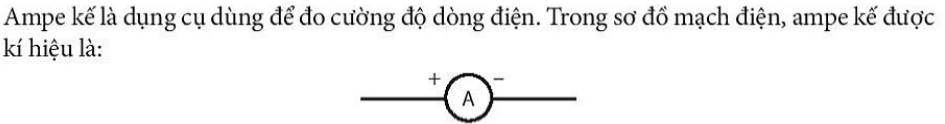 Ampe kế là dụng cụ dùng để đo cường độ dòng điện. Trong sơ đồ mạch điện, ampe kế được
kí hiệu là:
+ A −